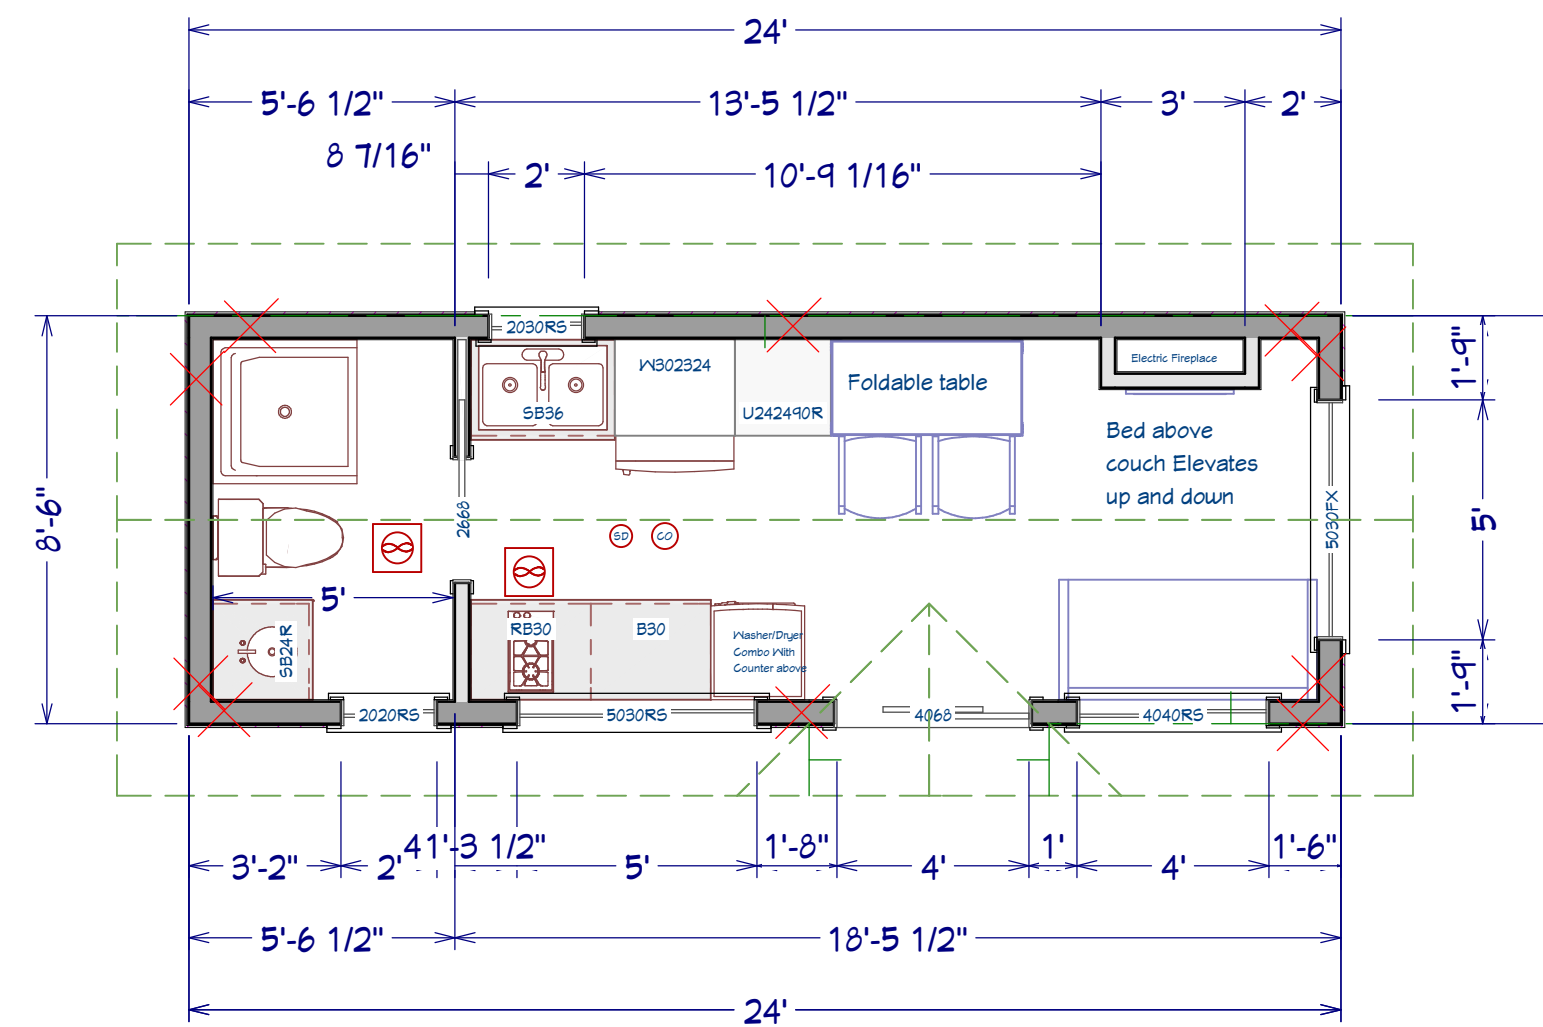 24'
5'-6 1/2"
13'-5 1/2"
3'
2'
8 7/16"
2'
10'-9 1/16"
2030RS
W302324
SB36
U242490R
Foldable table
Electric Fireplace
Bed above
couch Elevates
up and down
1'-9"
8'-6"
2668
SD
CO
5030FX
5'
5'
SB24R
RB30
B30
Washer/Dryer
Combo With
Counter above
1'-9"
2020RS
5030RS
4068
4040RS
3'-2"
2'
41'-3 1/2"
5'
1'-8"
4'
1'
4'
1'-6"
5'-6 1/2"
18'-5 1/2"
24'